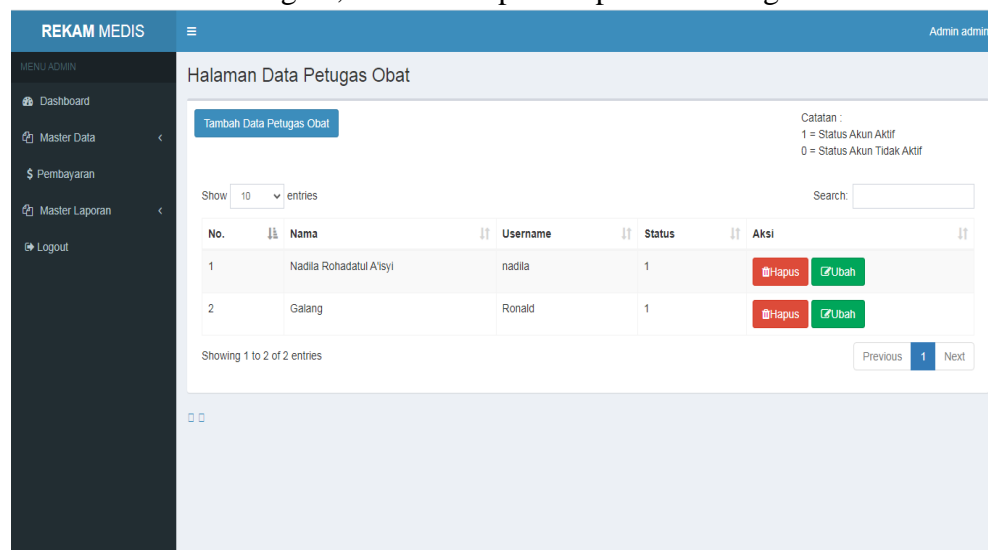 REKAM MEDIS
Admin admin
MENU ADMIN
Dashboard
Master Data
$ Pembayaran
Master Laporan
Logout
Halaman Data Petugas Obat
Tambah Data Petugas Obat
Catatan :
1 = Status Akun Aktif
0 = Status Akun Tidak Aktif
Show 10 entries
Search:
No. Nama Username Status Aksi
1 Nadila Rohadatul A'isyi nadila 1 Hapus Ubah
2 Galang Ronald 1 Hapus Ubah
Showing 1 to 2 of 2 entries
Previous 1 Next